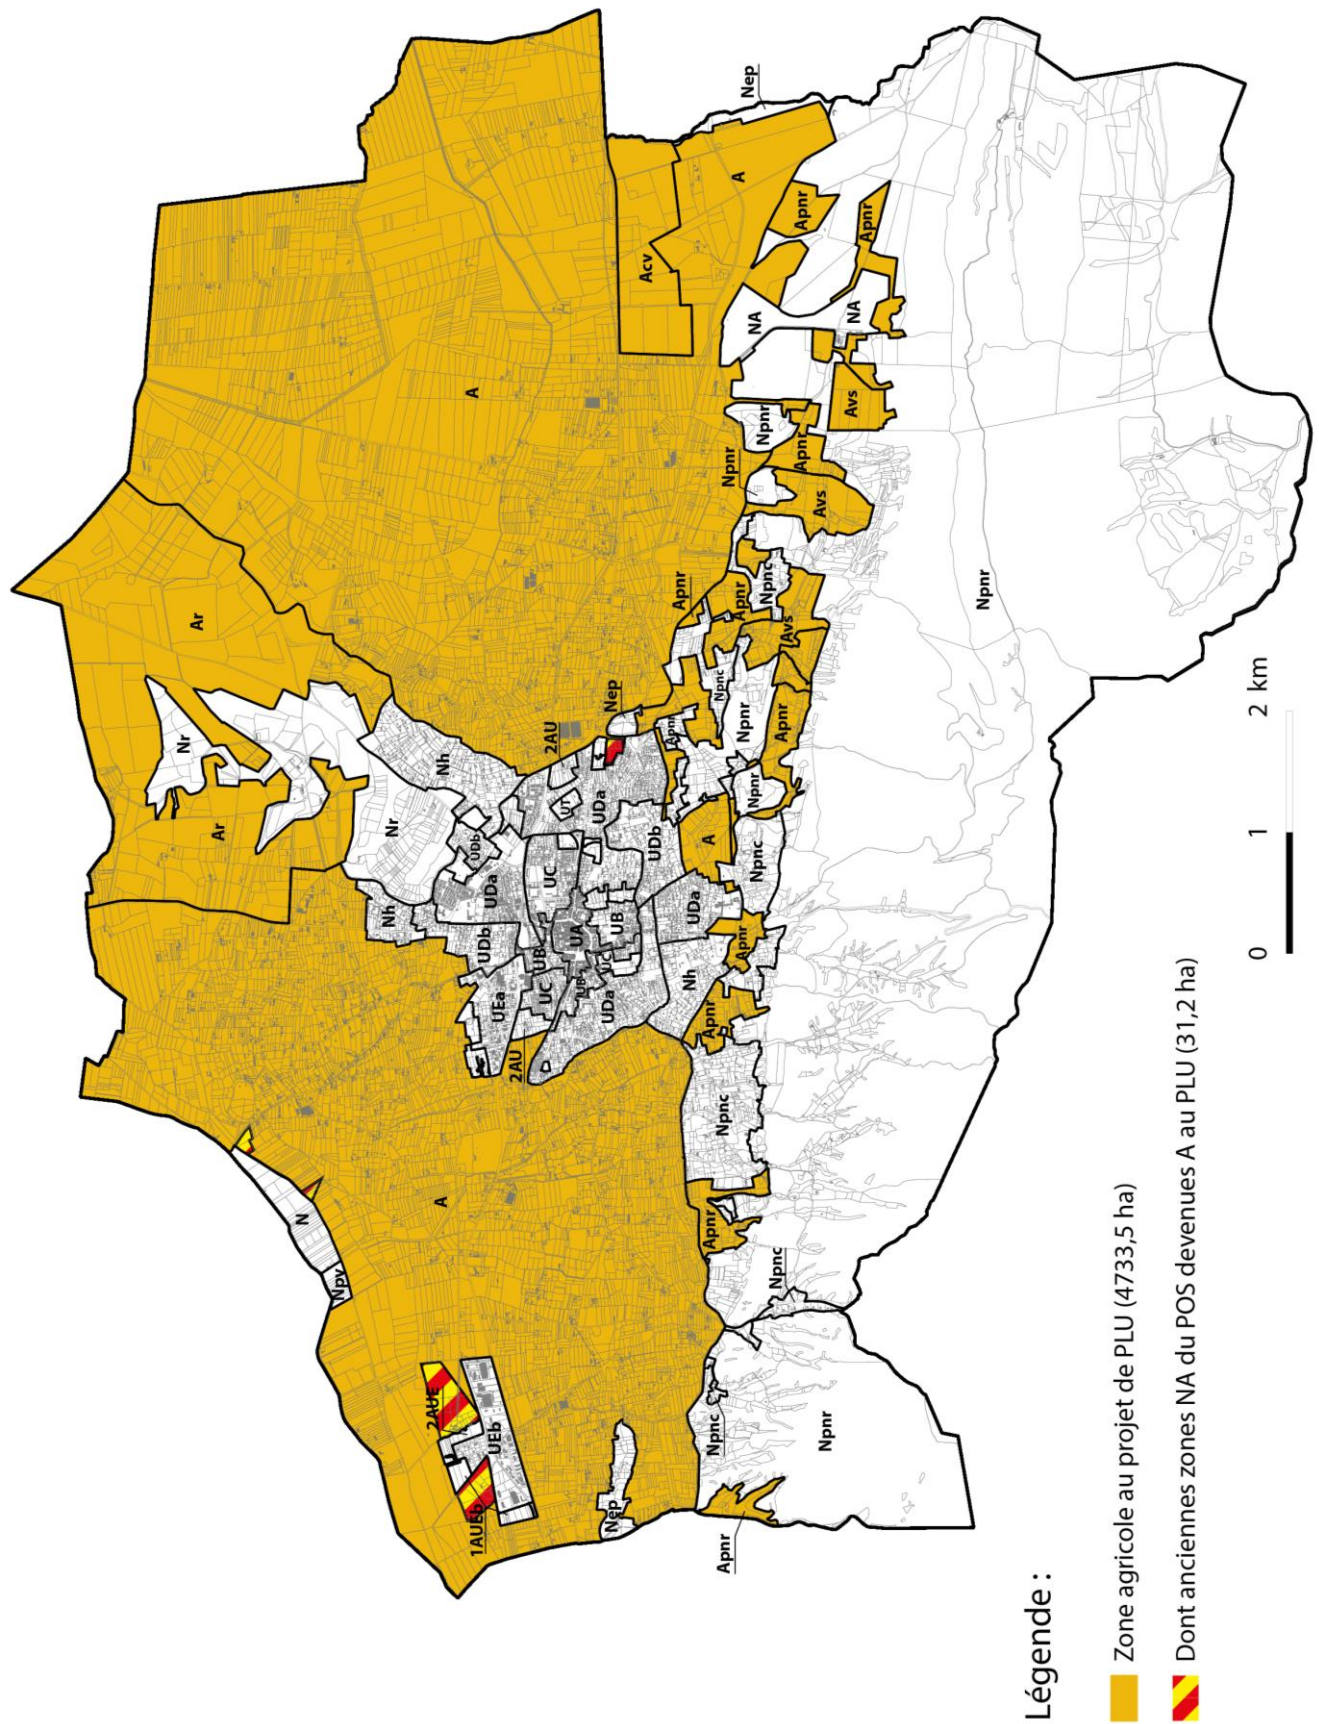 Nr
Ar
Ar
N
Npv
Nh
Nr
2AUE
A
Nh
A
1AUEb
UDb
UDb
UEa
UDa
UEb
2AU
UB
UC
UC
2AU
UT
UA
UB
UDa
UC
UDa
Nep
Nep
UB
Acv
UDb
Apnr
Apnr
Nh
UDa
A
Apnr
Apnr
Npnc
Npnc
Npnc
Apnr
Npnr
Apnr
Apnr
A
Npnr
Nep
Npnr
Npnc
NA
Npnr
Npnc
Npnc
Apnr
Avs
Apnr
Apnr
Avs
Npnr
Avs
NA
Apnr
Npnr
Légende :
Zone agricole au projet de PLU (4733,5 ha)
Dont anciennes zones NA du POS devenues A au PLU (31,2 ha)
0 1 2 km